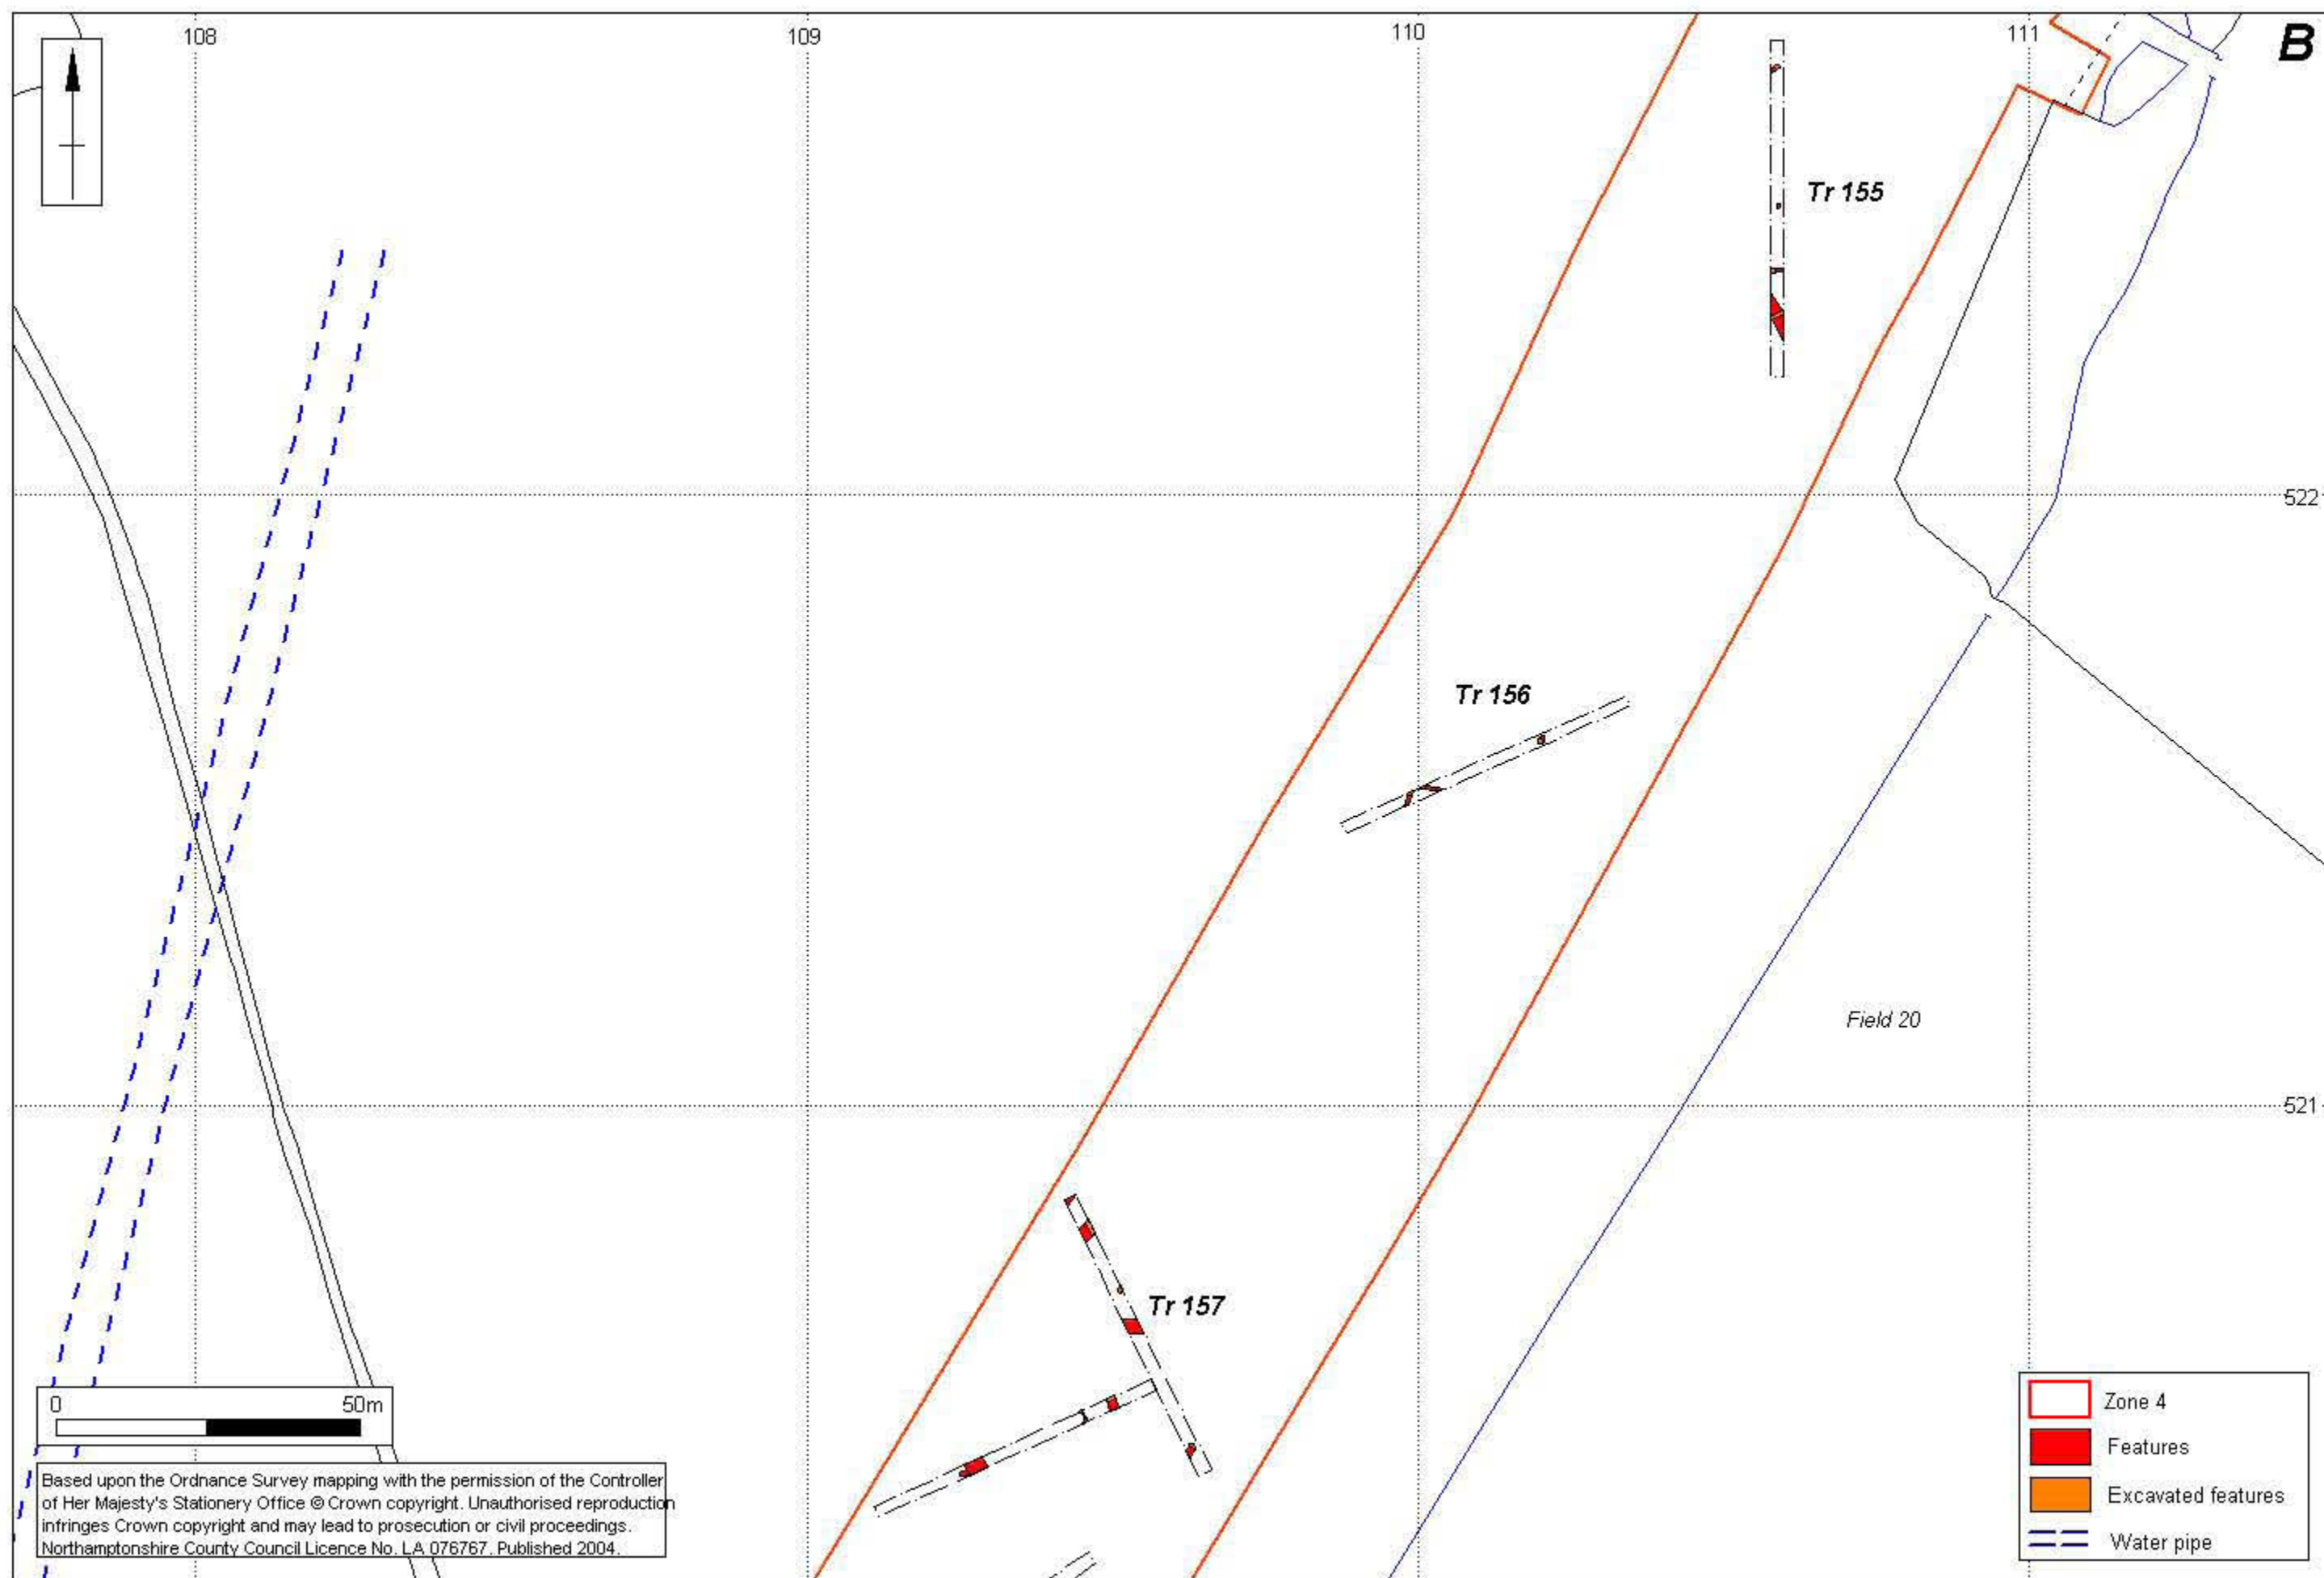 108
109
110
111
B
Tr 155
522
Tr 156
Field 20
521
Tr 157
0 50m
Based upon the Ordnance Survey mapping with the permission of the Controller
of Her Majesty's Stationery Office © Crown copyright. Unauthorised reproduction
infringes Crown copyright and may lead to prosecution or civil proceedings.
Northamptonshire County Council Licence No. LA 076767. Published 2004.
Zone 4
Features
Excavated features
Water pipe